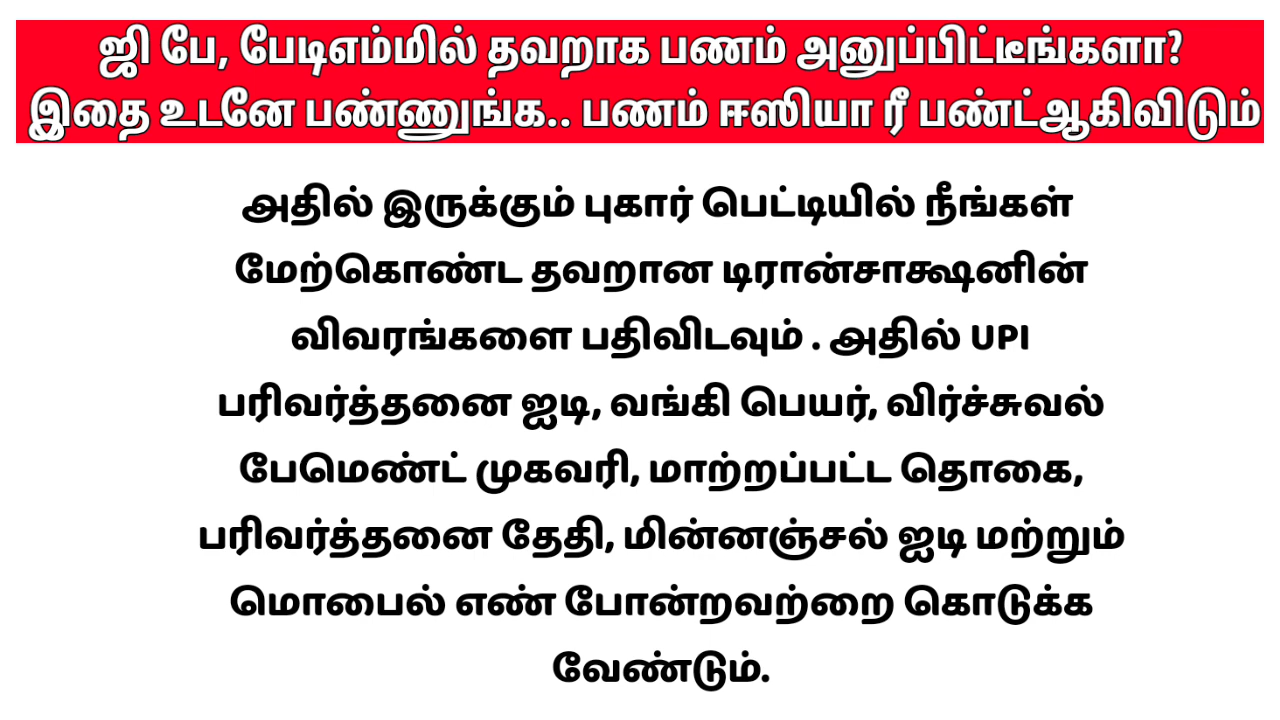 ஜி பே, பேடிஎம்மில் தவறாக பணம் அனுப்பிட்டீங்களா?
இதை உடனே பண்ணுங்க.. பணம் ஈஸியா ரீ பண்ட்ஆகிவிடும்
அதில் இருக்கும் புகார் பெட்டியில் நீங்கள்
மேற்கொண்ட தவறான டிரான்சாக்ஷனின்
விவரங்களை பதிவிடவும் . அதில் UPI
பரிவர்த்தனை ஐடி, வங்கி பெயர், விர்ச்சுவல்
பேமெண்ட் முகவரி, மாற்றப்பட்ட தொகை,
பரிவர்த்தனை தேதி, மின்னஞ்சல் ஐடி மற்றும்
மொபைல் எண் போன்றவற்றை கொடுக்க
வேண்டும்.